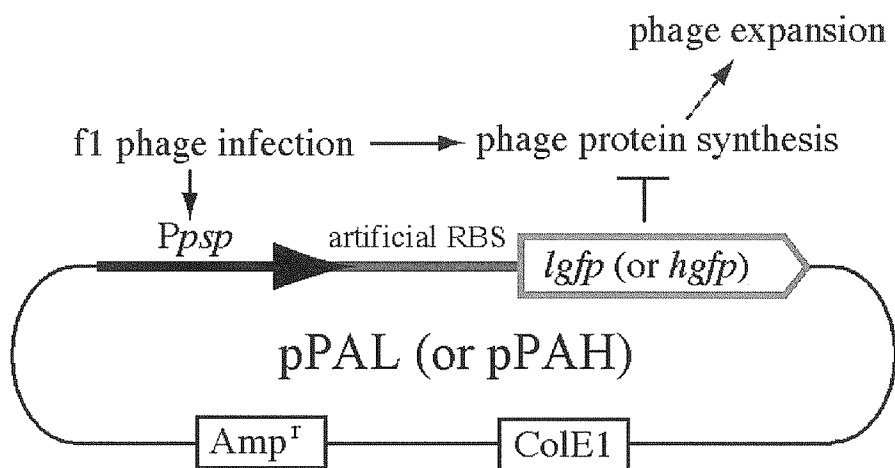 phage expansion
f1 phage infection
phage protein synthesis
Ppsp
artificial RBS
lgfp (or hgfp)
pPAL (or pPAH)
Ampʳ
ColE1